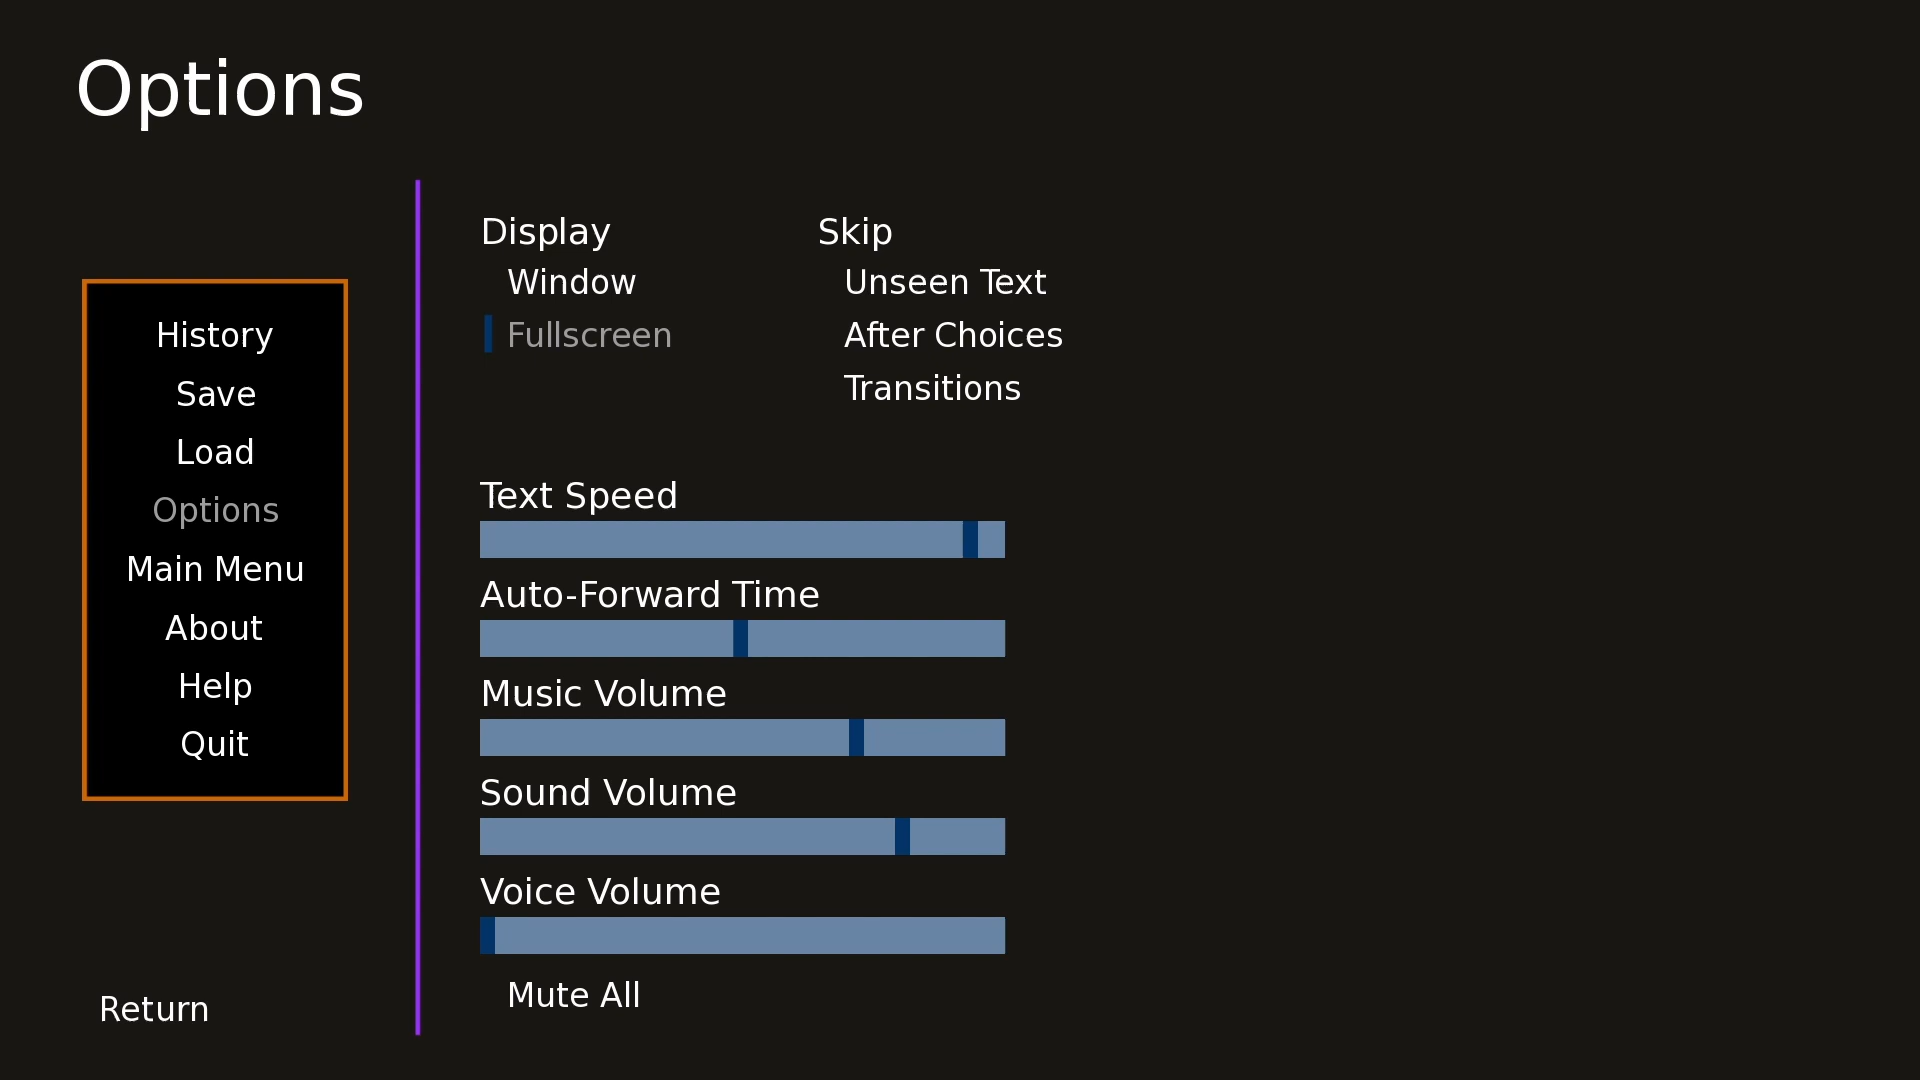 Options
History
Save
Load
Options
Main Menu
About
Help
Quit
Return
Display
Window
Fullscreen
Skip
Unseen Text
After Choices
Transitions
Text Speed
Auto-Forward Time
Music Volume
Sound Volume
Voice Volume
Mute All